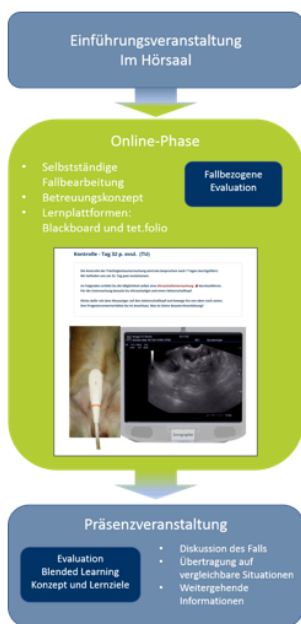 Einführungsveranstaltung
Im Hörsaal
Online-Phase
• Selbstständige
Fallbearbeitung
• Betreuungskonzept
• Lernplattformen:
Blackboard und tet.folio
Fallbezogene
Evaluation
Kontrolle - Tag 32 p. ovul. (TU)
Präsenzveranstaltung
Evaluation
Blended Learning
Konzept und Lernziele
• Diskussion des Falls
• Übertragung auf
vergleichbare Situationen
• Weitergehende
Informationen